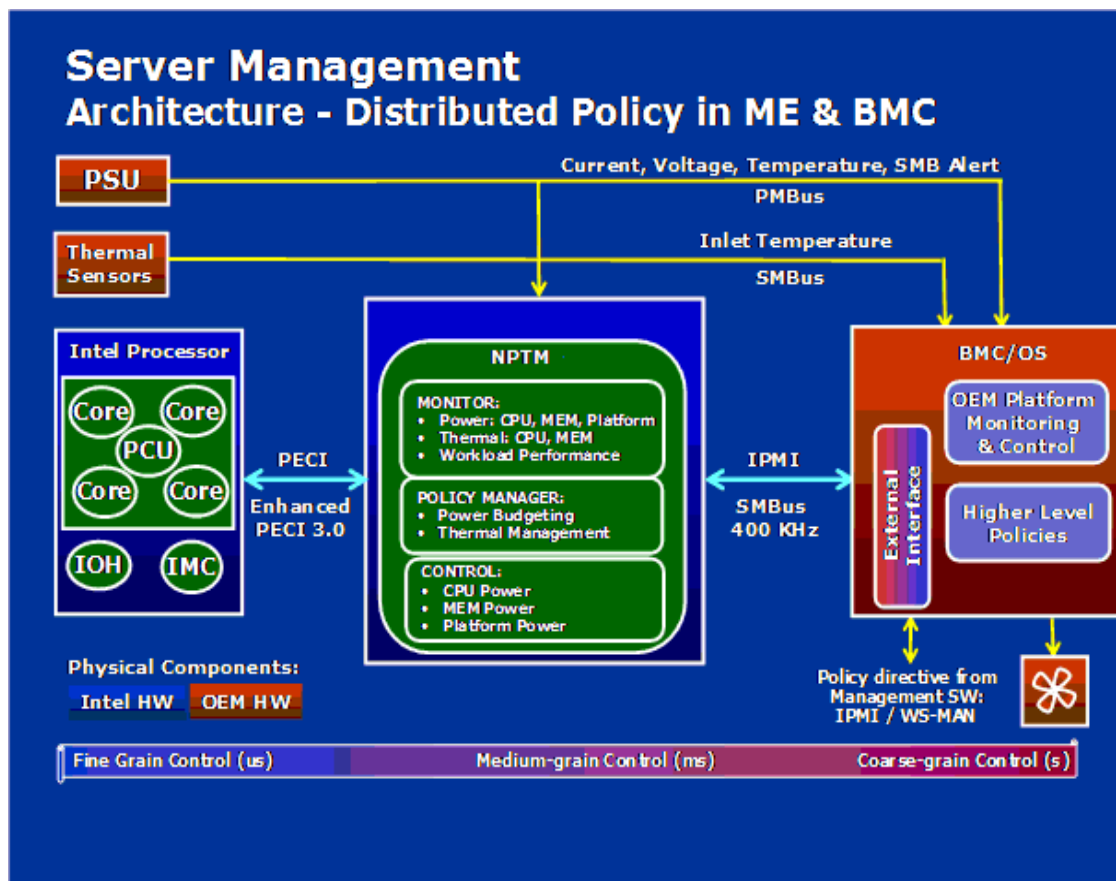 Server Management
Architecture - Distributed Policy in ME & BMC
PSU
Current, Voltage, Temperature, SMB Alert
PMBus
Thermal
Sensors
Inlet Temperature
SMBus
Intel Processor
Core
Core
PCU
Core
Core
IOH
IMC
PECI
Enhanced
PECI 3.0
NPTM
MONITOR:
• Power: CPU, MEM, Platform
• Thermal: CPU, MEM
• Workload Performance
POLICY MANAGER:
• Power Budgeting
• Thermal Management
CONTROL:
• CPU Power
• MEM Power
• Platform Power
IPMI
SMBus
400 KHz
BMC/OS
External
Interface
OEM Platform
Monitoring
& Control
Higher Level
Policies
Physical Components:
Intel HW
OEM HW
Policy directive from
Management SW:
IPMI / WS-MAN
Fine Grain Control (us)
Medium-grain Control (ms)
Coarse-grain Control (s)